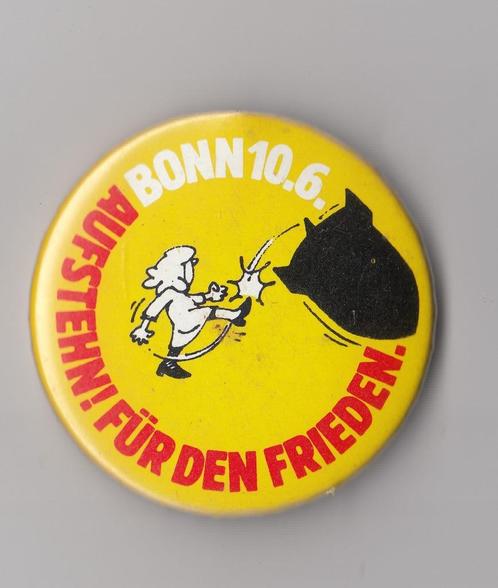 BONN 10.6.
AUFSTEHN! FÜR DEN FRIEDEN.